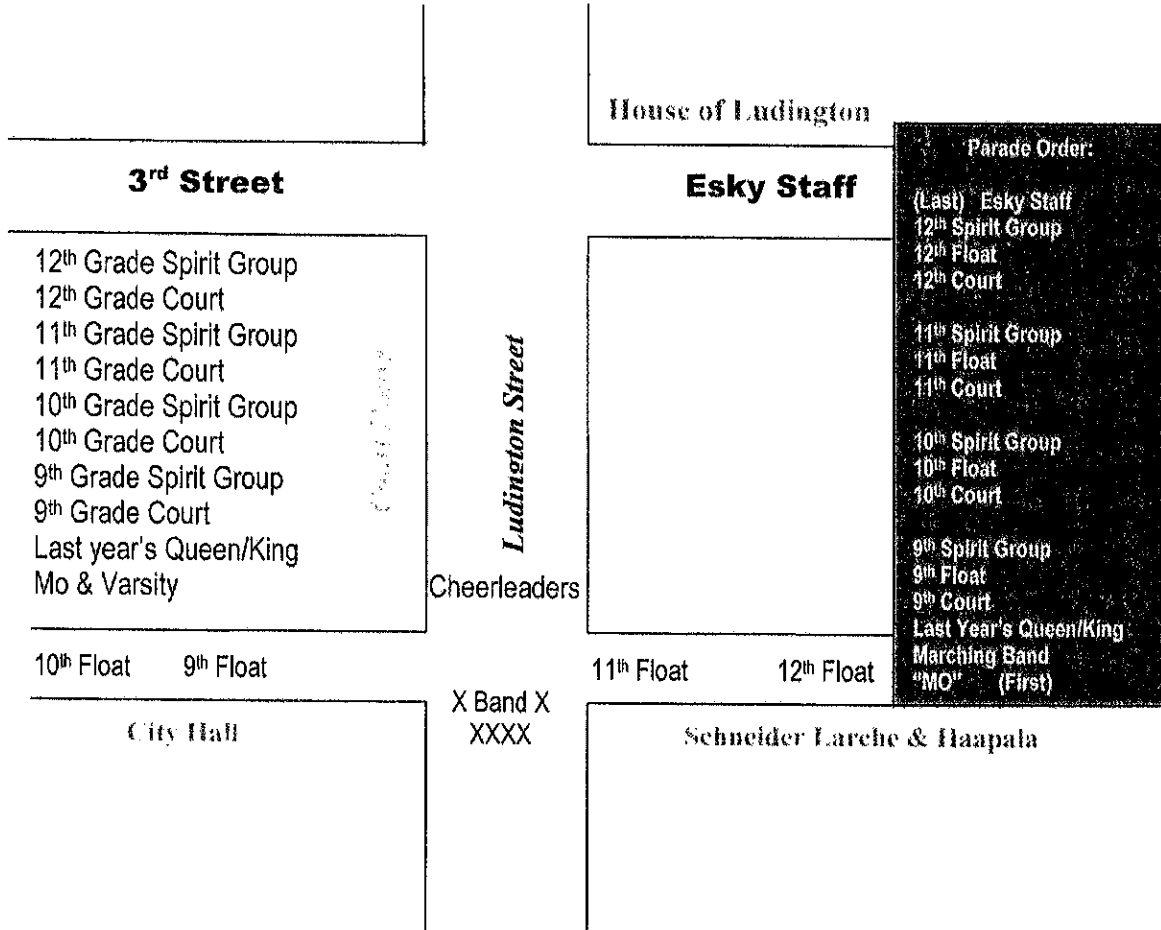 House of Ludington
3rd Street
Esky Staff
12th Grade Spirit Group
12th Grade Court
11th Grade Spirit Group
11th Grade Court
10th Grade Spirit Group
10th Grade Court
9th Grade Spirit Group
9th Grade Court
Last year's Queen/King
Mo & Varsity
Ludington Street
Cheerleaders
10th Float 9th Float
11th Float 12th Float
X Band X
XXXX
City Hall
Schneider Larche & Haapala
Parade Order:
(Last) Esky Staff
12th Spirit Group
12th Float
12th Court
11th Spirit Group
11th Float
11th Court
10th Spirit Group
10th Float
10th Court
9th Spirit Group
9th Float
9th Court
Last Year's Queen/King
Marching Band
"MO" (First)